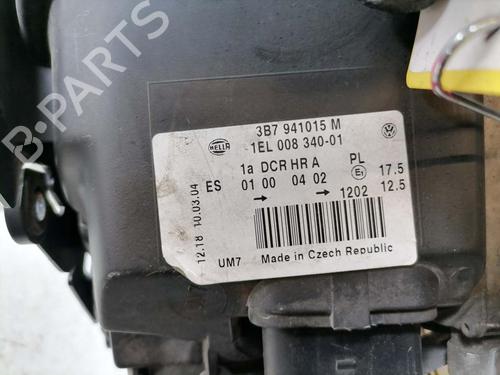 HELLA
3B7 941015 M
1EL 008 340-01
1a DCR HR A PL 17.5
ES 01 00 04 02 E1 12.5
→ → 1202
12.18 10.03.04
UM7 Made in Czech Republic
B-PARTS